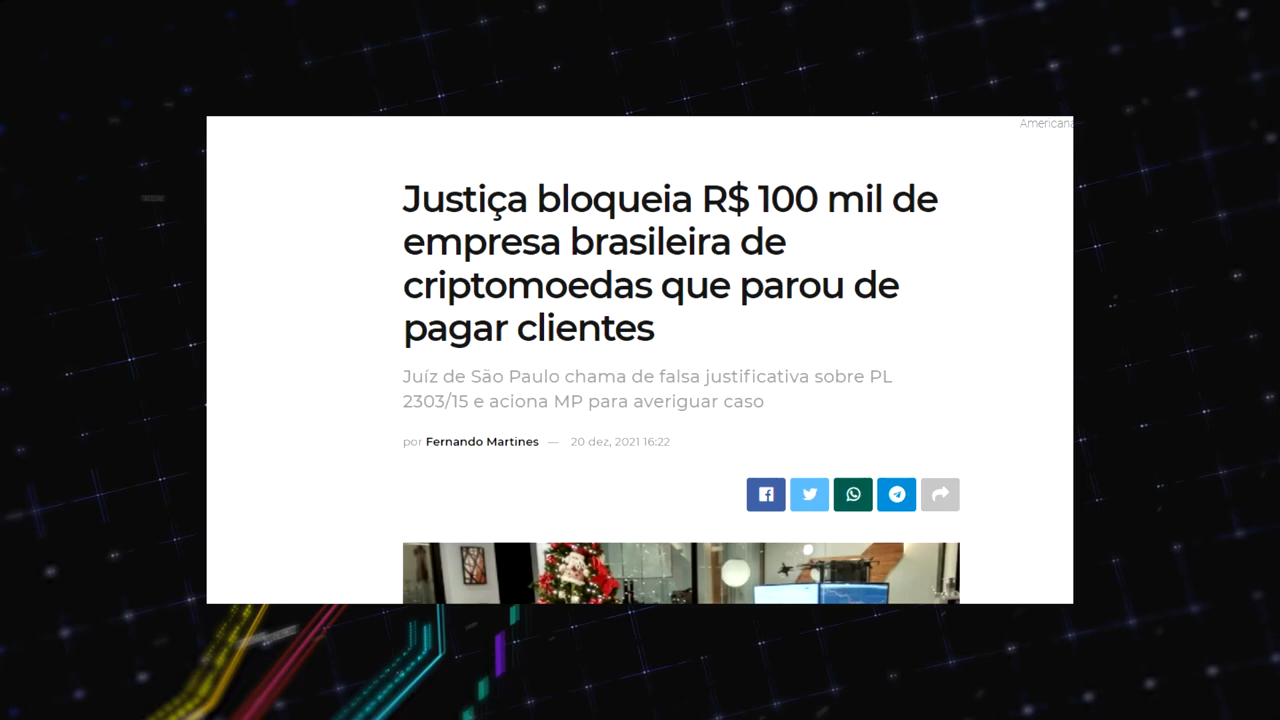 Americana
Justiça bloqueia R$ 100 mil de
empresa brasileira de
criptomoedas que parou de
pagar clientes
Juíz de São Paulo chama de falsa justificativa sobre PL
2303/15 e aciona MP para averiguar caso
por Fernando Martines — 20 dez, 2021 16:22